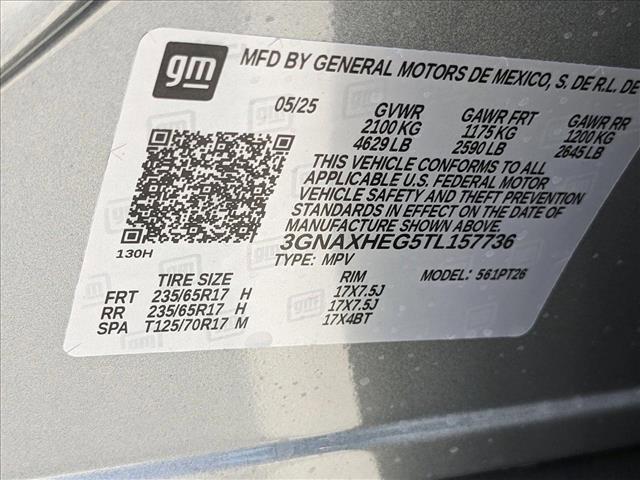 gm
MFD BY GENERAL MOTORS DE MEXICO, S. DE R.L. DE
05/25 GVWR GAWR FRT GAWR RR
2100 KG 1175 KG 1200 KG
4629 LB 2590 LB 2645 LB
THIS VEHICLE CONFORMS TO ALL
APPLICABLE U.S. FEDERAL MOTOR
VEHICLE SAFETY AND THEFT PREVENTION
STANDARDS IN EFFECT ON THE DATE OF
MANUFACTURE SHOWN ABOVE.
3GNAXHEG5TL157736
130H
TYPE: MPV MODEL: 561PT26
TIRE SIZE RIM
FRT 235/65R17 H 17X7.5J
RR 235/65R17 H 17X7.5J
SPA T125/70R17 M 17X4BT